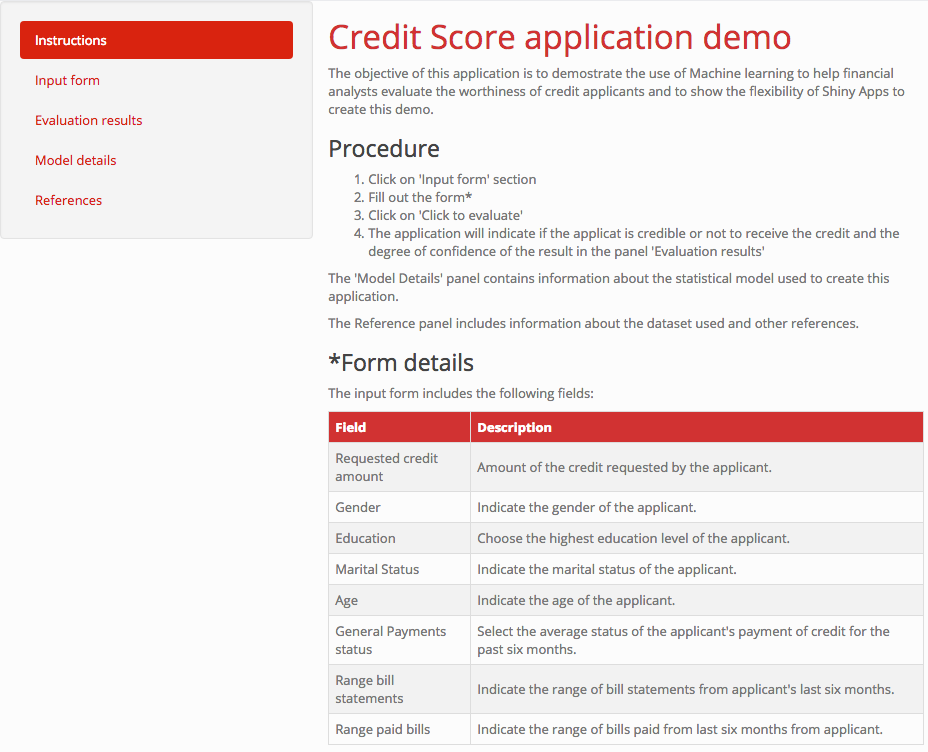 Instructions
Input form
Evaluation results
Model details
References
Credit Score application demo
The objective of this application is to demostrate the use of Machine learning to help financial
analysts evaluate the worthiness of credit applicants and to show the flexibility of Shiny Apps to
create this demo.
Procedure
1. Click on 'Input form' section
2. Fill out the form*
3. Click on 'Click to evaluate'
4. The application will indicate if the applicat is credible or not to receive the credit and the
degree of confidence of the result in the panel 'Evaluation results'
The 'Model Details' panel contains information about the statistical model used to create this
application.
The Reference panel includes information about the dataset used and other references.
*Form details
The input form includes the following fields:
Field Description
Requested credit
amount
Amount of the credit requested by the applicant.
Gender Indicate the gender of the applicant.
Education Choose the highest education level of the applicant.
Marital Status Indicate the marital status of the applicant.
Age Indicate the age of the applicant.
General Payments
status
Select the average status of the applicant's payment of credit for the
past six months.
Range bill
statements
Indicate the range of bill statements from applicant's last six months.
Range paid bills Indicate the range of bills paid from last six months from applicant.